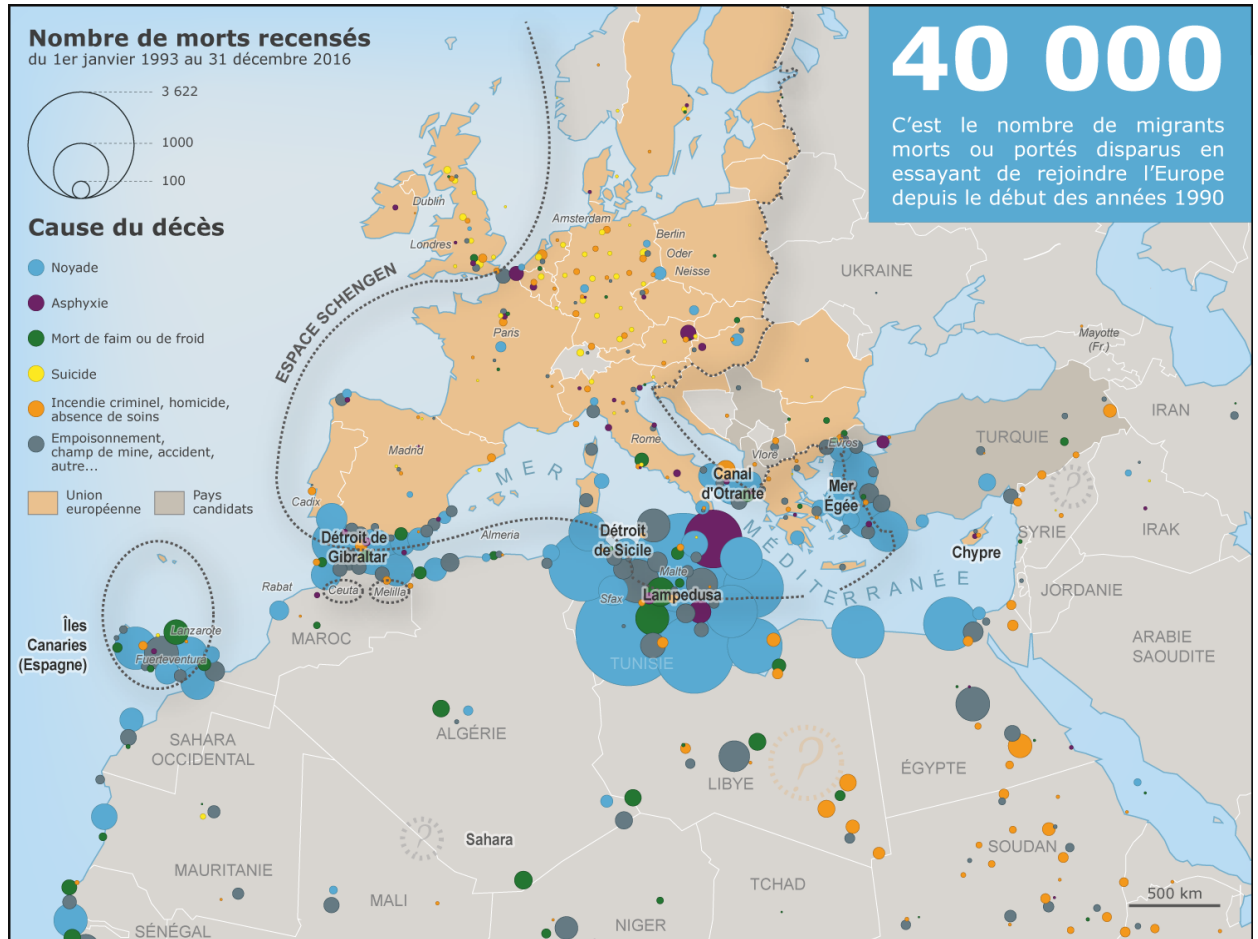 Nombre de morts recensés
du 1er janvier 1993 au 31 décembre 2016
3 622
1000
100
Cause du décès
Noyade
Asphyxie
Mort de faim ou de froid
Suicide
Incendie criminel, homicide,
absence de soins
Empoisonnement,
champ de mine, accident,
autre...
Union
européenne
Pays
candidats
40 000
C'est le nombre de migrants
morts ou portés disparus en
essayant de rejoindre l'Europe
depuis le début des années 1990
ESPACE SCHENGEN
Dublin
Londres
Amsterdam
Berlin
Oder
Neisse
Paris
UKRAINE
Mayotte
(Fr.)
IRAN
TURQUIE
Madrid
Rome
Vlorë
Evros
MER
MÉDITERRANÉE
Canal
d'Otrante
Mer
Égée
Cadix
Détroit de
Gibraltar
Almeria
Détroit
de Sicile
Malte
Lampedusa
Sfax
Chypre
SYRIE
IRAK
JORDANIE
ARABIE
SAOUDITE
Rabat
Ceuta
Melilla
MAROC
TUNISIE
Îles
Canaries
(Espagne)
Lanzarote
Fuerteventura
SAHARA
OCCIDENTAL
ALGÉRIE
LIBYE
ÉGYPTE
?
?
?
Sahara
MAURITANIE
MALI
NIGER
TCHAD
SOUDAN
SÉNÉGAL
500 km